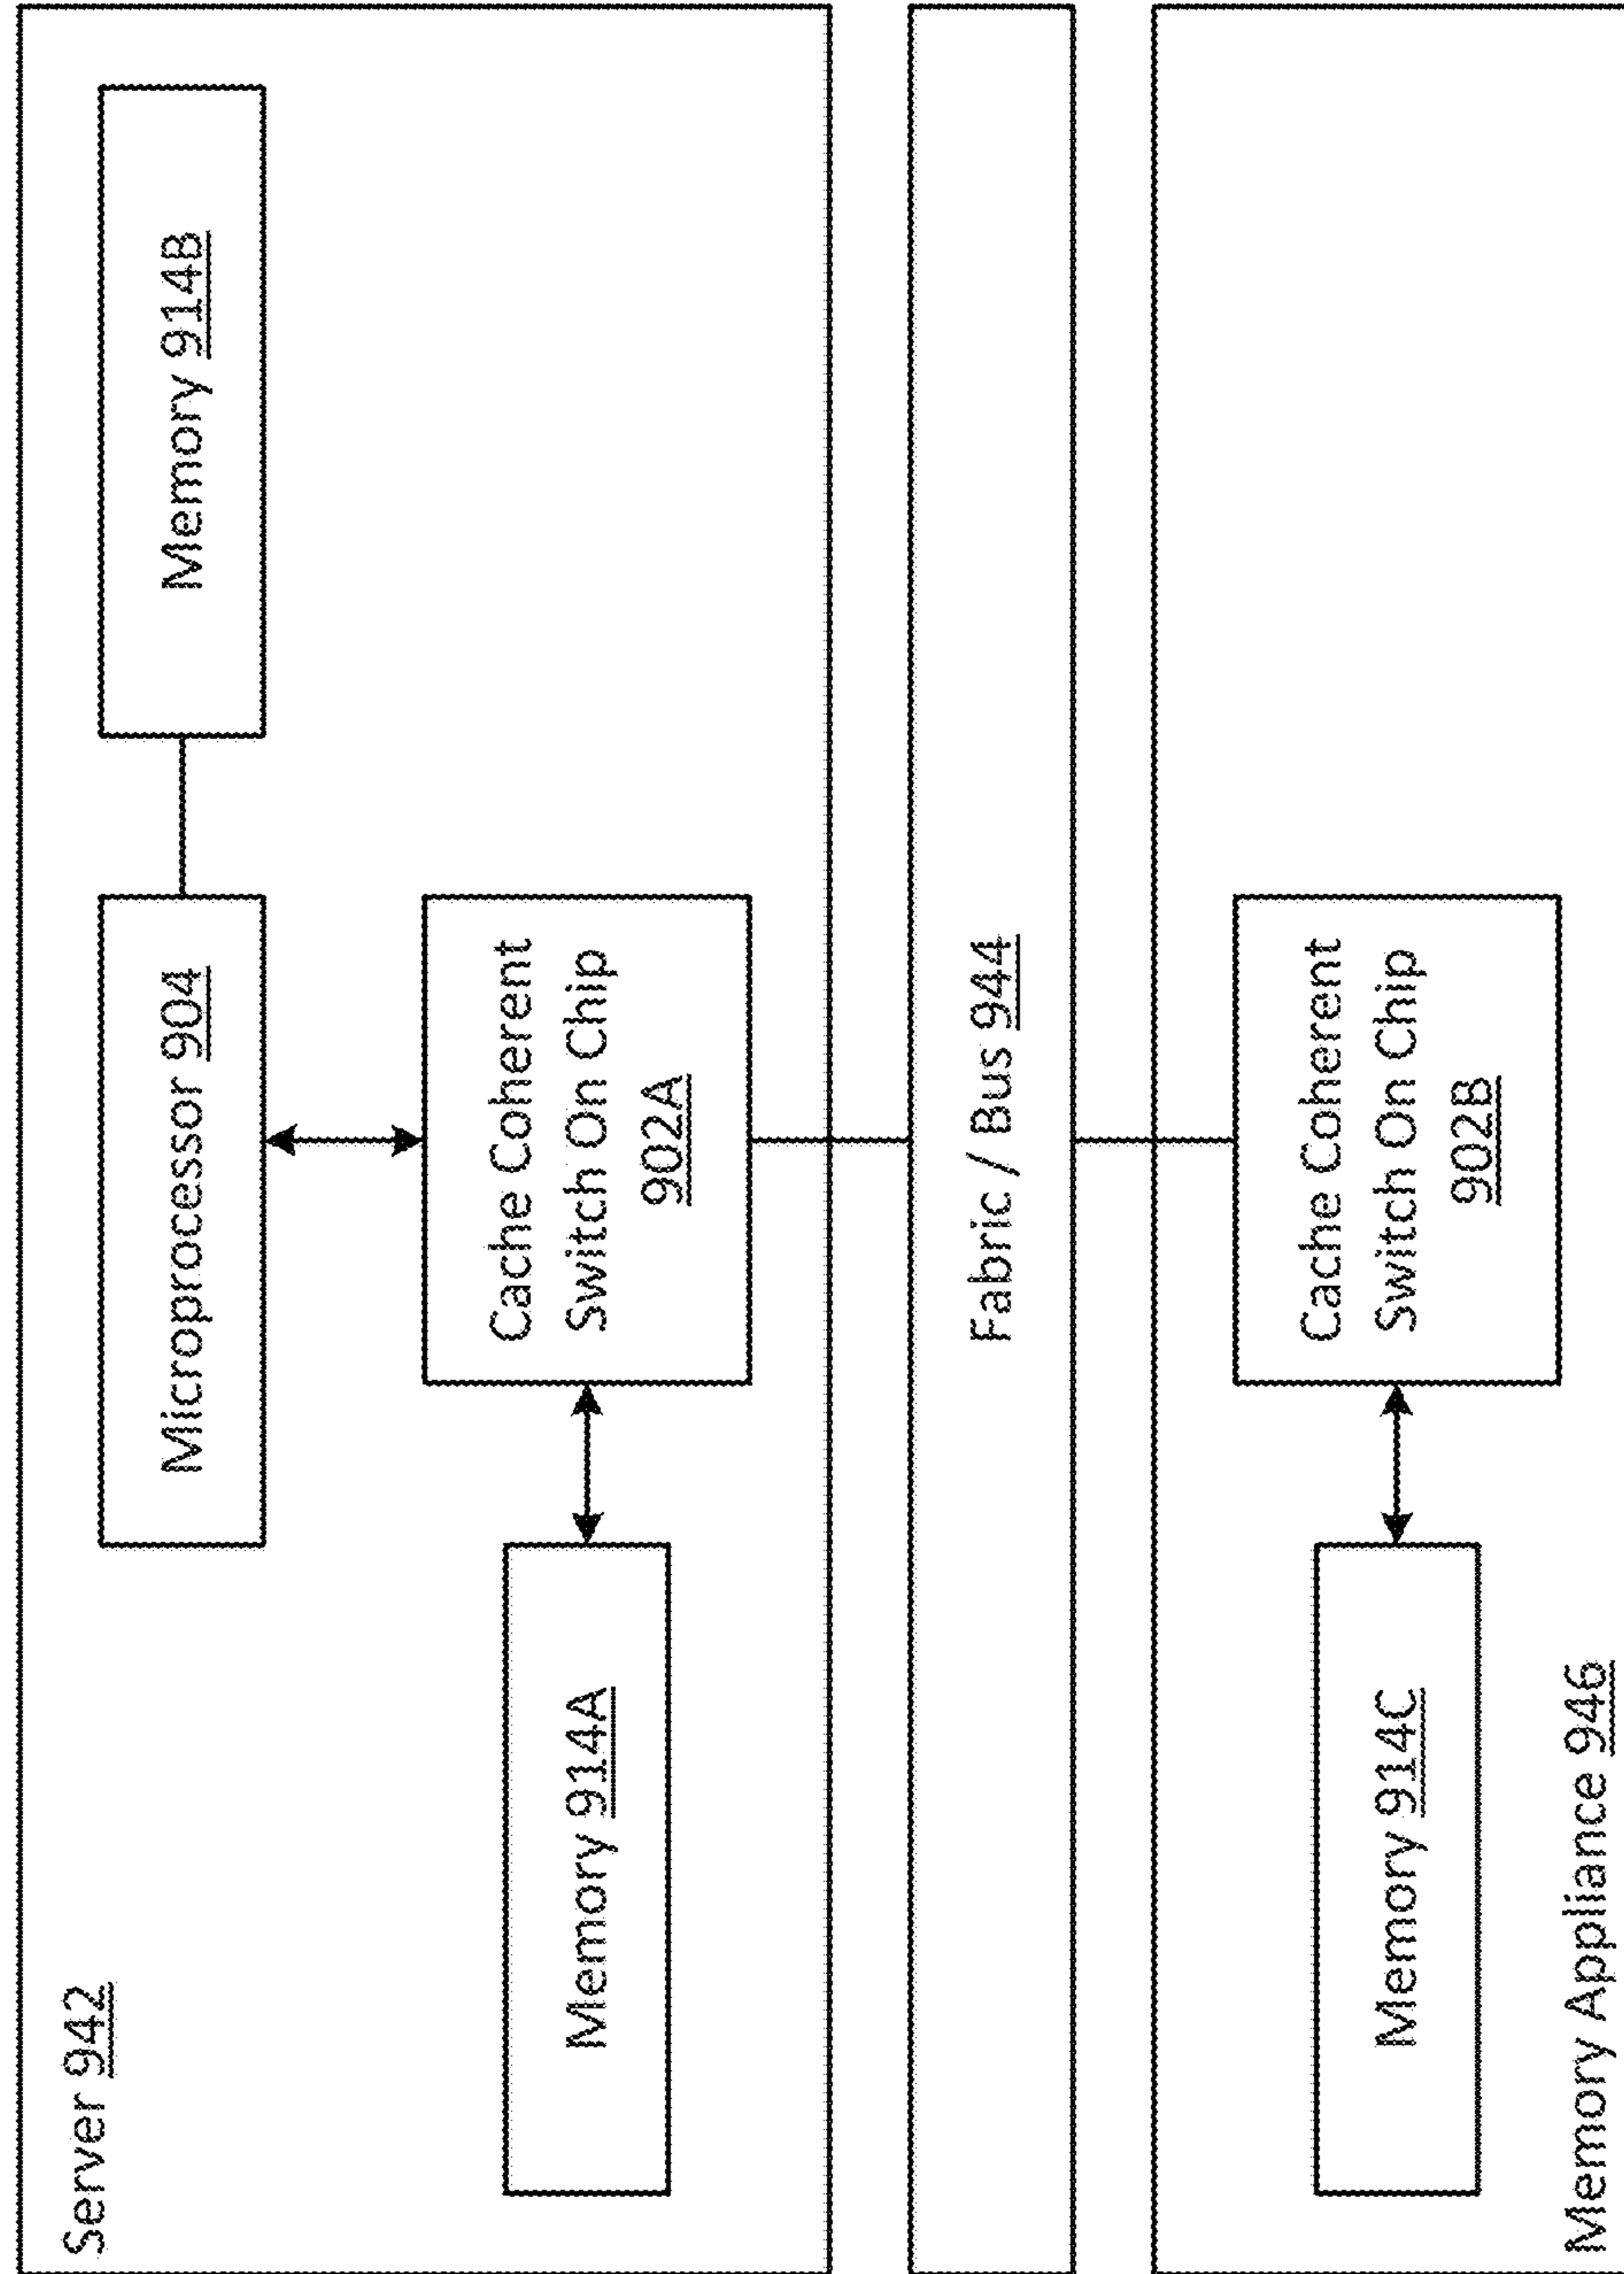 Server 942
Microprocessor 904
Memory 914B
Memory 914A
Cache Coherent
Switch On Chip
902A
Fabric / Bus 944
Memory 914C
Cache Coherent
Switch On Chip
902B
Memory Appliance 946